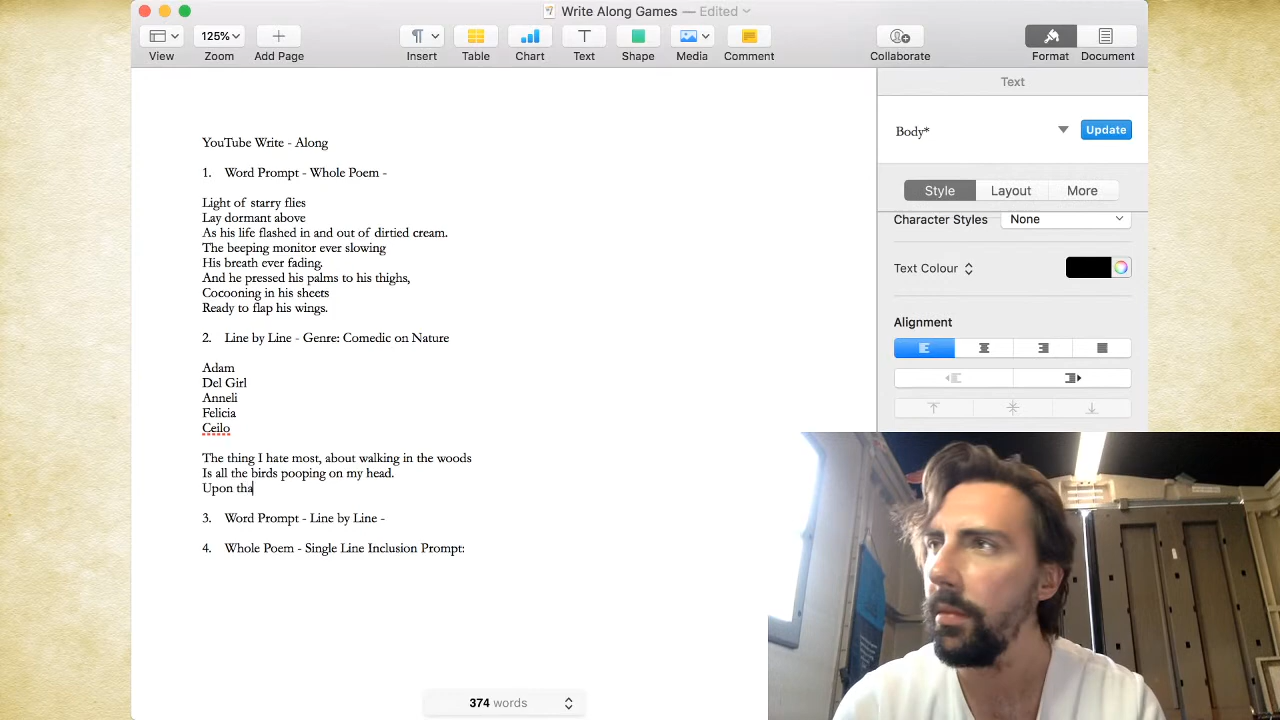 Write Along Games — Edited
125%
View
Zoom
Add Page
Insert
Table
Chart
Text
Shape
Media
Comment
Collaborate
Format
Document
Text
Body*
Update
Style
Layout
More
Character Styles
None
Text Colour
Alignment
YouTube Write - Along
1. Word Prompt - Whole Poem -
Light of starry flies
Lay dormant above
As his life flashed in and out of dirtied cream.
The beeping monitor ever slowing
His breath ever fading.
And he pressed his palms to his thighs,
Cocooning in his sheets
Ready to flap his wings.
2. Line by Line - Genre: Comedic on Nature
Adam
Del Girl
Anneli
Felicia
Ceilo
The thing I hate most, about walking in the woods
Is all the birds pooping on my head.
Upon tha
3. Word Prompt - Line by Line -
4. Whole Poem - Single Line Inclusion Prompt:
374 words